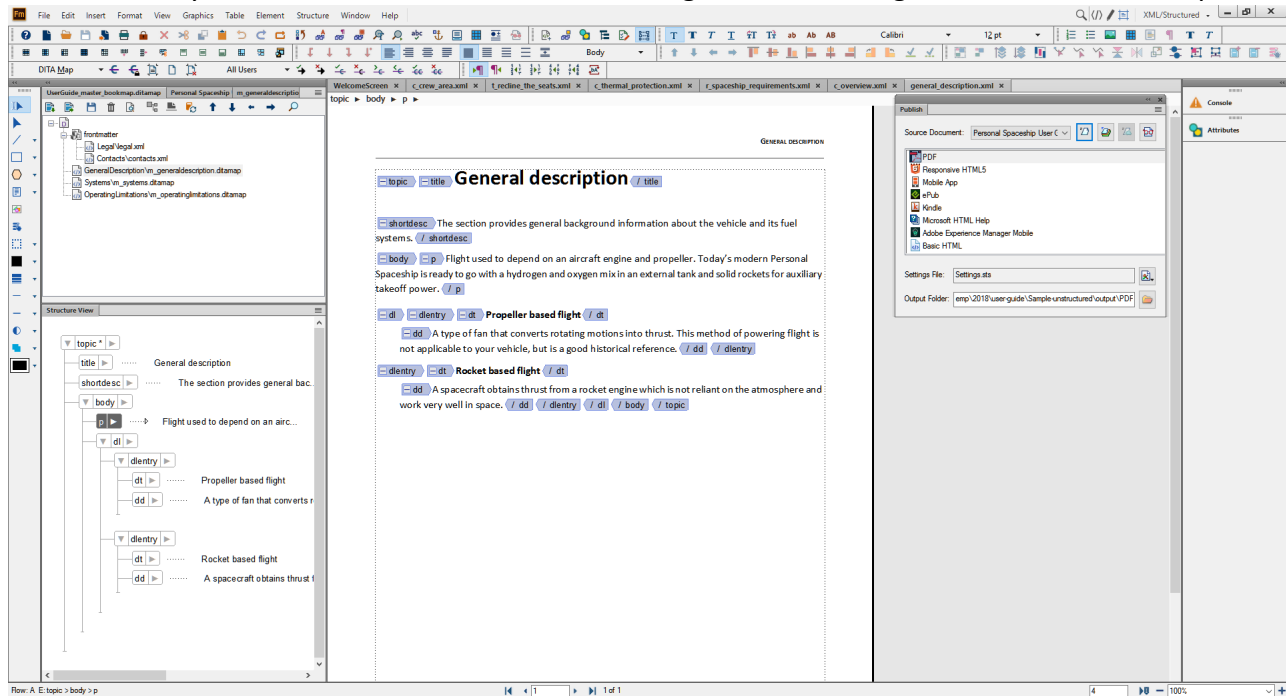 Fm File Edit Insert Format View Graphics Table Element Structure Window Help XML/Structured
Body Calibri 12 pt
DITA Map All Users
UserGuide_master_bookmap.ditamap Personal Spaceship m_generaldescriptio
WelcomeScreen × c_crew_area.xml × t_recline_the_seats.xml × c_thermal_protection.xml × r_spaceship_requirements.xml × c_overview.xml × general_description.xml ×
topic ▸ body ▸ p ▸
frontmatter
Legal\legal.xml
Contacts\contacts.xml
GeneralDescription\m_generaldescription.ditamap
Systems\m_systems.ditamap
OperatingLimitations\m_operatinglimitations.ditamap
Structure View
topic *
title General description
shortdesc The section provides general bac..
body
p Flight used to depend on an airc...
dl
dlentry
dt Propeller based flight
dd A type of fan that converts r
dlentry
dt Rocket based flight
dd A spacecraft obtains thrust f
GENERAL DESCRIPTION
topic title General description / title
shortdesc The section provides general background information about the vehicle and its fuel
systems. / shortdesc
body p Flight used to depend on an aircraft engine and propeller. Today’s modern Personal
Spaceship is ready to go with a hydrogen and oxygen mix in an external tank and solid rockets for auxiliary
takeoff power. / p
dl dlentry dt Propeller based flight / dt
dd A type of fan that converts rotating motions into thrust. This method of powering flight is
not applicable to your vehicle, but is a good historical reference. / dd / dlentry
dlentry dt Rocket based flight / dt
dd A spacecraft obtains thrust from a rocket engine which is not reliant on the atmosphere and
work very well in space. / dd / dlentry / dl / body / topic
Publish
Source Document: Personal Spaceship User G
PDF
Responsive HTML5
Mobile App
ePub
Kindle
Microsoft HTML Help
Adobe Experience Manager Mobile
Basic HTML
Settings File: Settings.sts
Output Folder: emp\2018\user-guide\Sample-unstructured\output\PDF
Console
Attributes
Flow: A E: topic > body > p 1 1 of 1 4 100%